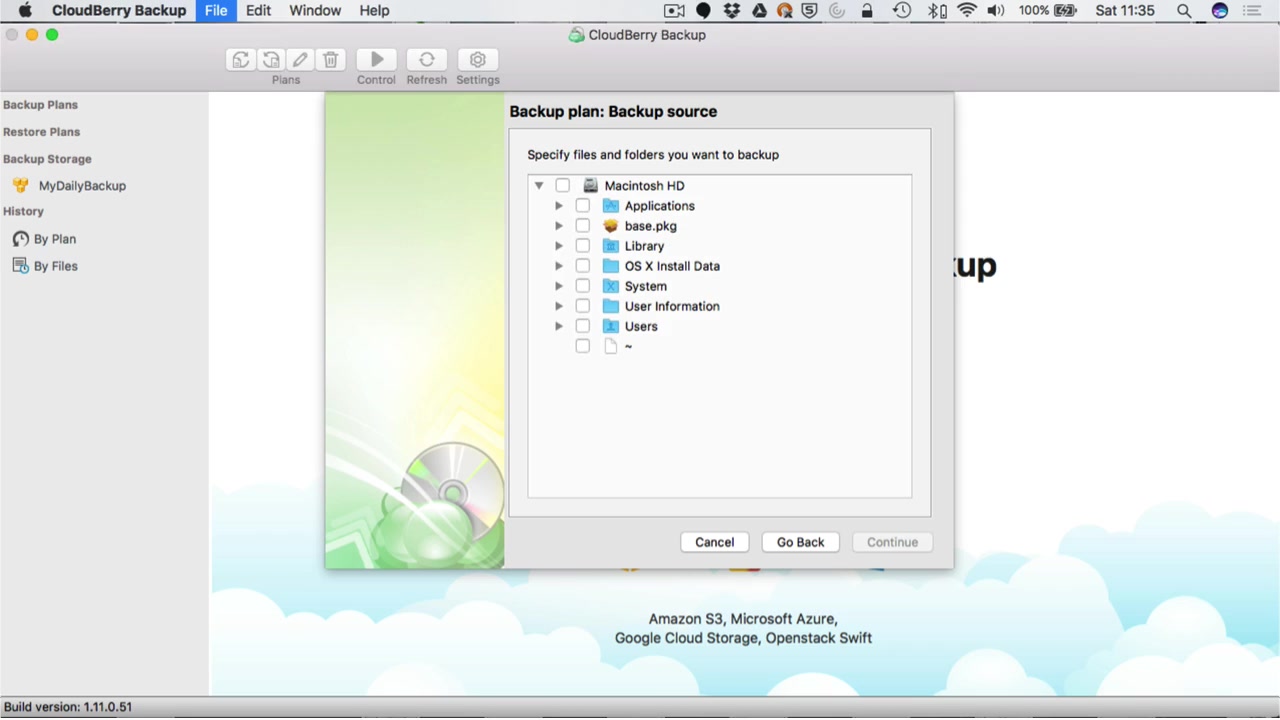 CloudBerry Backup File Edit Window Help 100% Sat 11:35
CloudBerry Backup
Plans Control Refresh Settings
Backup Plans
Restore Plans
Backup Storage
MyDailyBackup
History
By Plan
By Files
Backup plan: Backup source
Specify files and folders you want to backup
Macintosh HD
Applications
base.pkg
Library
OS X Install Data
System
User Information
Users
~
kup
Cancel Go Back Continue
Amazon S3, Microsoft Azure,
Google Cloud Storage, Openstack Swift
Build version: 1.11.0.51